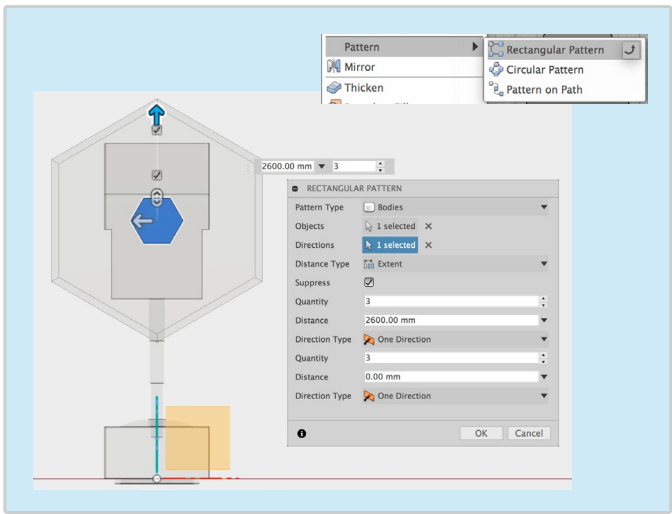 Pattern
Rectangular Pattern
Mirror
Circular Pattern
Thicken
Pattern on Path
2600.00 mm 3
RECTANGULAR PATTERN
Pattern Type Bodies
Objects 1 selected
Directions 1 selected
Distance Type Extent
Suppress
Quantity 3
Distance 2600.00 mm
Direction Type One Direction
Quantity 3
Distance 0.00 mm
Direction Type One Direction
OK Cancel